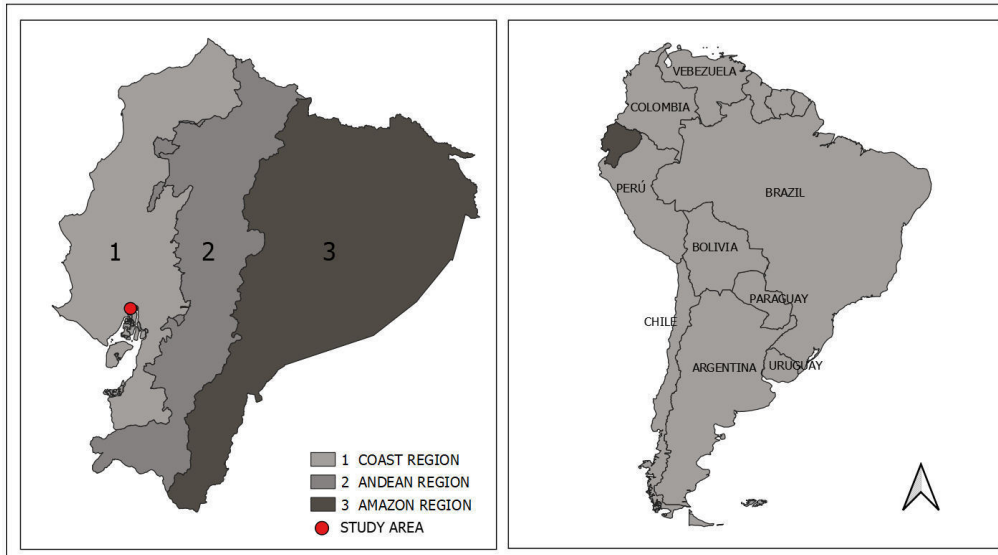 1
2
3
1 COAST REGION
2 ANDEAN REGION
3 AMAZON REGION
STUDY AREA
VEBEZUELA
COLOMBIA
PERÚ
BRAZIL
BOLIVIA
PARAGUAY
CHILE
ARGENTINA
URUGUAY